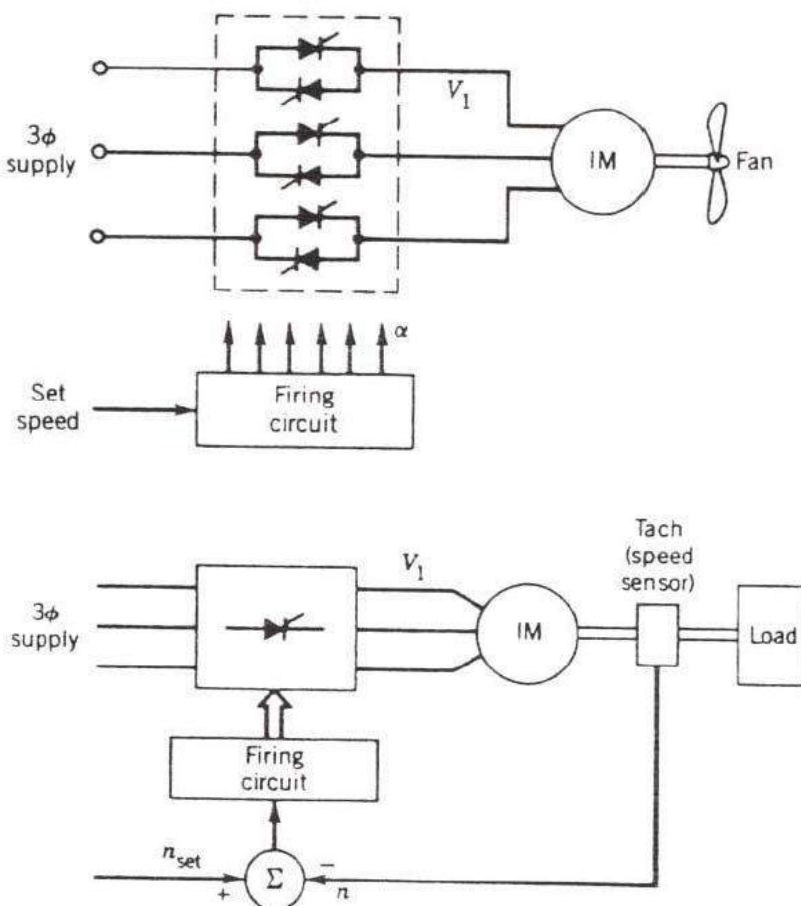 V₁
3ϕ
supply
IM
Fan
α
Set
speed
Firing
circuit
Tach
(speed
sensor)
V₁
3ϕ
supply
IM
Load
Firing
circuit
n_set
+
Σ
−
n